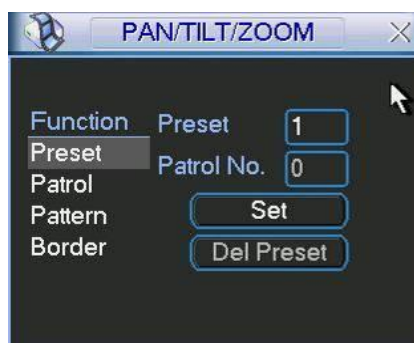 PAN/TILT/ZOOM
Function
Preset
Patrol
Pattern
Border
Preset 1
Patrol No. 0
Set
Del Preset